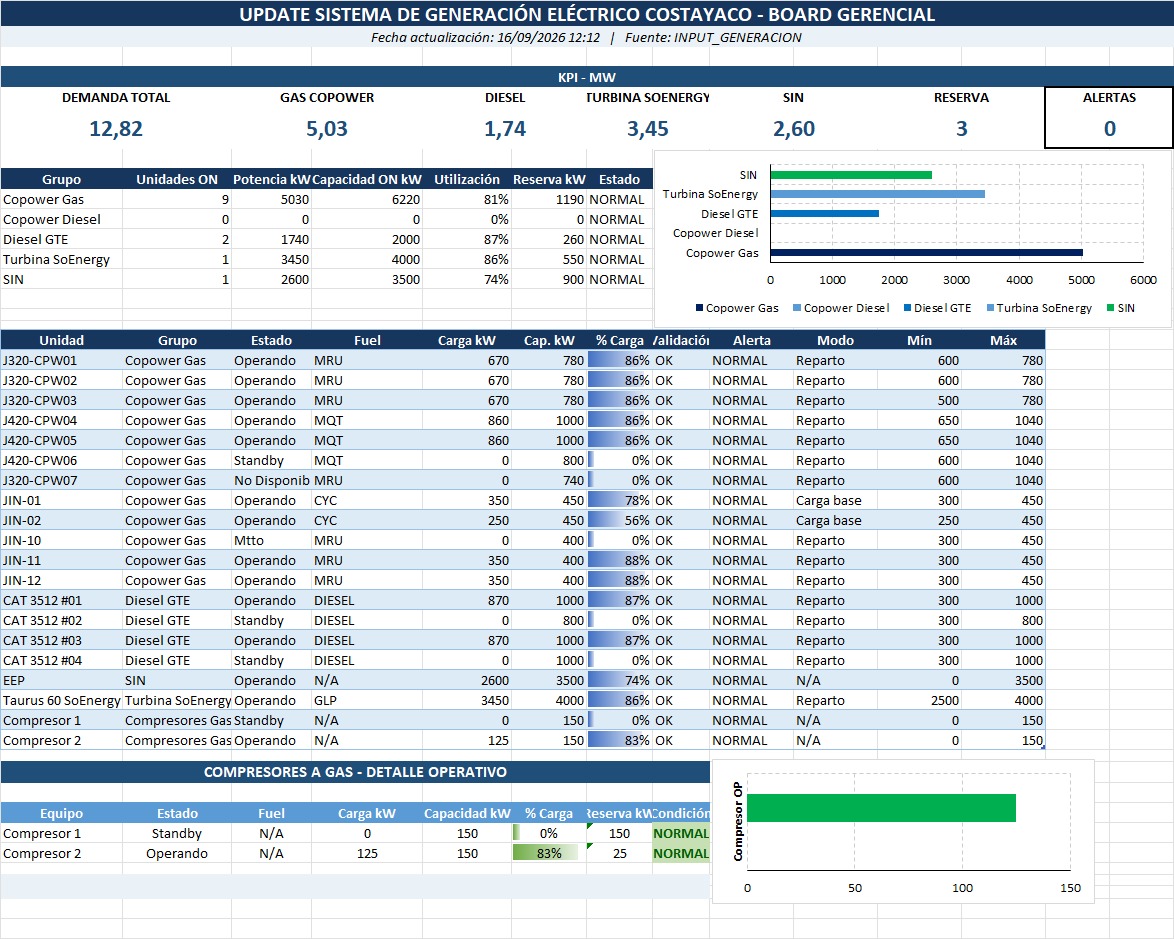 UPDATE SISTEMA DE GENERACIÓN ELÉCTRICO COSTAYACO - BOARD GERENCIAL
Fecha actualización: 16/09/2026 12:12 | Fuente: INPUT_GENERACION
KPI - MW
DEMANDA TOTAL GAS COPOWER DIESEL TURBINA SOENERGY SIN RESERVA ALERTAS
12,82 5,03 1,74 3,45 2,60 3 0
Grupo Unidades ON Potencia kW Capacidad ON kW Utilización Reserva kW Estado
Copower Gas 9 5030 6220 81% 1190 NORMAL
Copower Diesel 0 0 0 0% 0 NORMAL
Diesel GTE 2 1740 2000 87% 260 NORMAL
Turbina SoEnergy 1 3450 4000 86% 550 NORMAL
SIN 1 2600 3500 74% 900 NORMAL
SIN
Turbina SoEnergy
Diesel GTE
Copower Diesel
Copower Gas
0 1000 2000 3000 4000 5000 6000
Copower Gas Copower Diesel Diesel GTE Turbina SoEnergy SIN
Unidad Grupo Estado Fuel Carga kW Cap. kW % Carga Validación Alerta Modo Mín Máx
J320-CPW01 Copower Gas Operando MRU 670 780 86% OK NORMAL Reparto 600 780
J320-CPW02 Copower Gas Operando MRU 670 780 86% OK NORMAL Reparto 600 780
J320-CPW03 Copower Gas Operando MRU 670 780 86% OK NORMAL Reparto 500 780
J420-CPW04 Copower Gas Operando MQT 860 1000 86% OK NORMAL Reparto 650 1040
J420-CPW05 Copower Gas Operando MQT 860 1000 86% OK NORMAL Reparto 650 1040
J420-CPW06 Copower Gas Standby MQT 0 800 0% OK NORMAL Reparto 600 1040
J320-CPW07 Copower Gas No Disponib MRU 0 740 0% OK NORMAL Reparto 600 1040
JIN-01 Copower Gas Operando CYC 350 450 78% OK NORMAL Carga base 300 450
JIN-02 Copower Gas Operando CYC 250 450 56% OK NORMAL Carga base 250 450
JIN-10 Copower Gas Mtto MRU 0 400 0% OK NORMAL Reparto 300 450
JIN-11 Copower Gas Operando MRU 350 400 88% OK NORMAL Reparto 300 450
JIN-12 Copower Gas Operando MRU 350 400 88% OK NORMAL Reparto 300 450
CAT 3512 #01 Diesel GTE Operando DIESEL 870 1000 87% OK NORMAL Reparto 300 1000
CAT 3512 #02 Diesel GTE Standby DIESEL 0 800 0% OK NORMAL Reparto 300 800
CAT 3512 #03 Diesel GTE Operando DIESEL 870 1000 87% OK NORMAL Reparto 300 1000
CAT 3512 #04 Diesel GTE Standby DIESEL 0 1000 0% OK NORMAL Reparto 300 1000
EEP SIN Operando N/A 2600 3500 74% OK NORMAL N/A 0 3500
Taurus 60 SoEnergy Turbina SoEnergy Operando GLP 3450 4000 86% OK NORMAL Reparto 2500 4000
Compresor 1 Compresores Gas Standby N/A 0 150 0% OK NORMAL N/A 0 150
Compresor 2 Compresores Gas Operando N/A 125 150 83% OK NORMAL N/A 0 150
COMPRESORES A GAS - DETALLE OPERATIVO
Equipo Estado Fuel Carga kW Capacidad kW % Carga Reserva kW Condición
Compresor 1 Standby N/A 0 150 0% 150 NORMAL
Compresor 2 Operando N/A 125 150 83% 25 NORMAL
Compresor OP
0 50 100 150